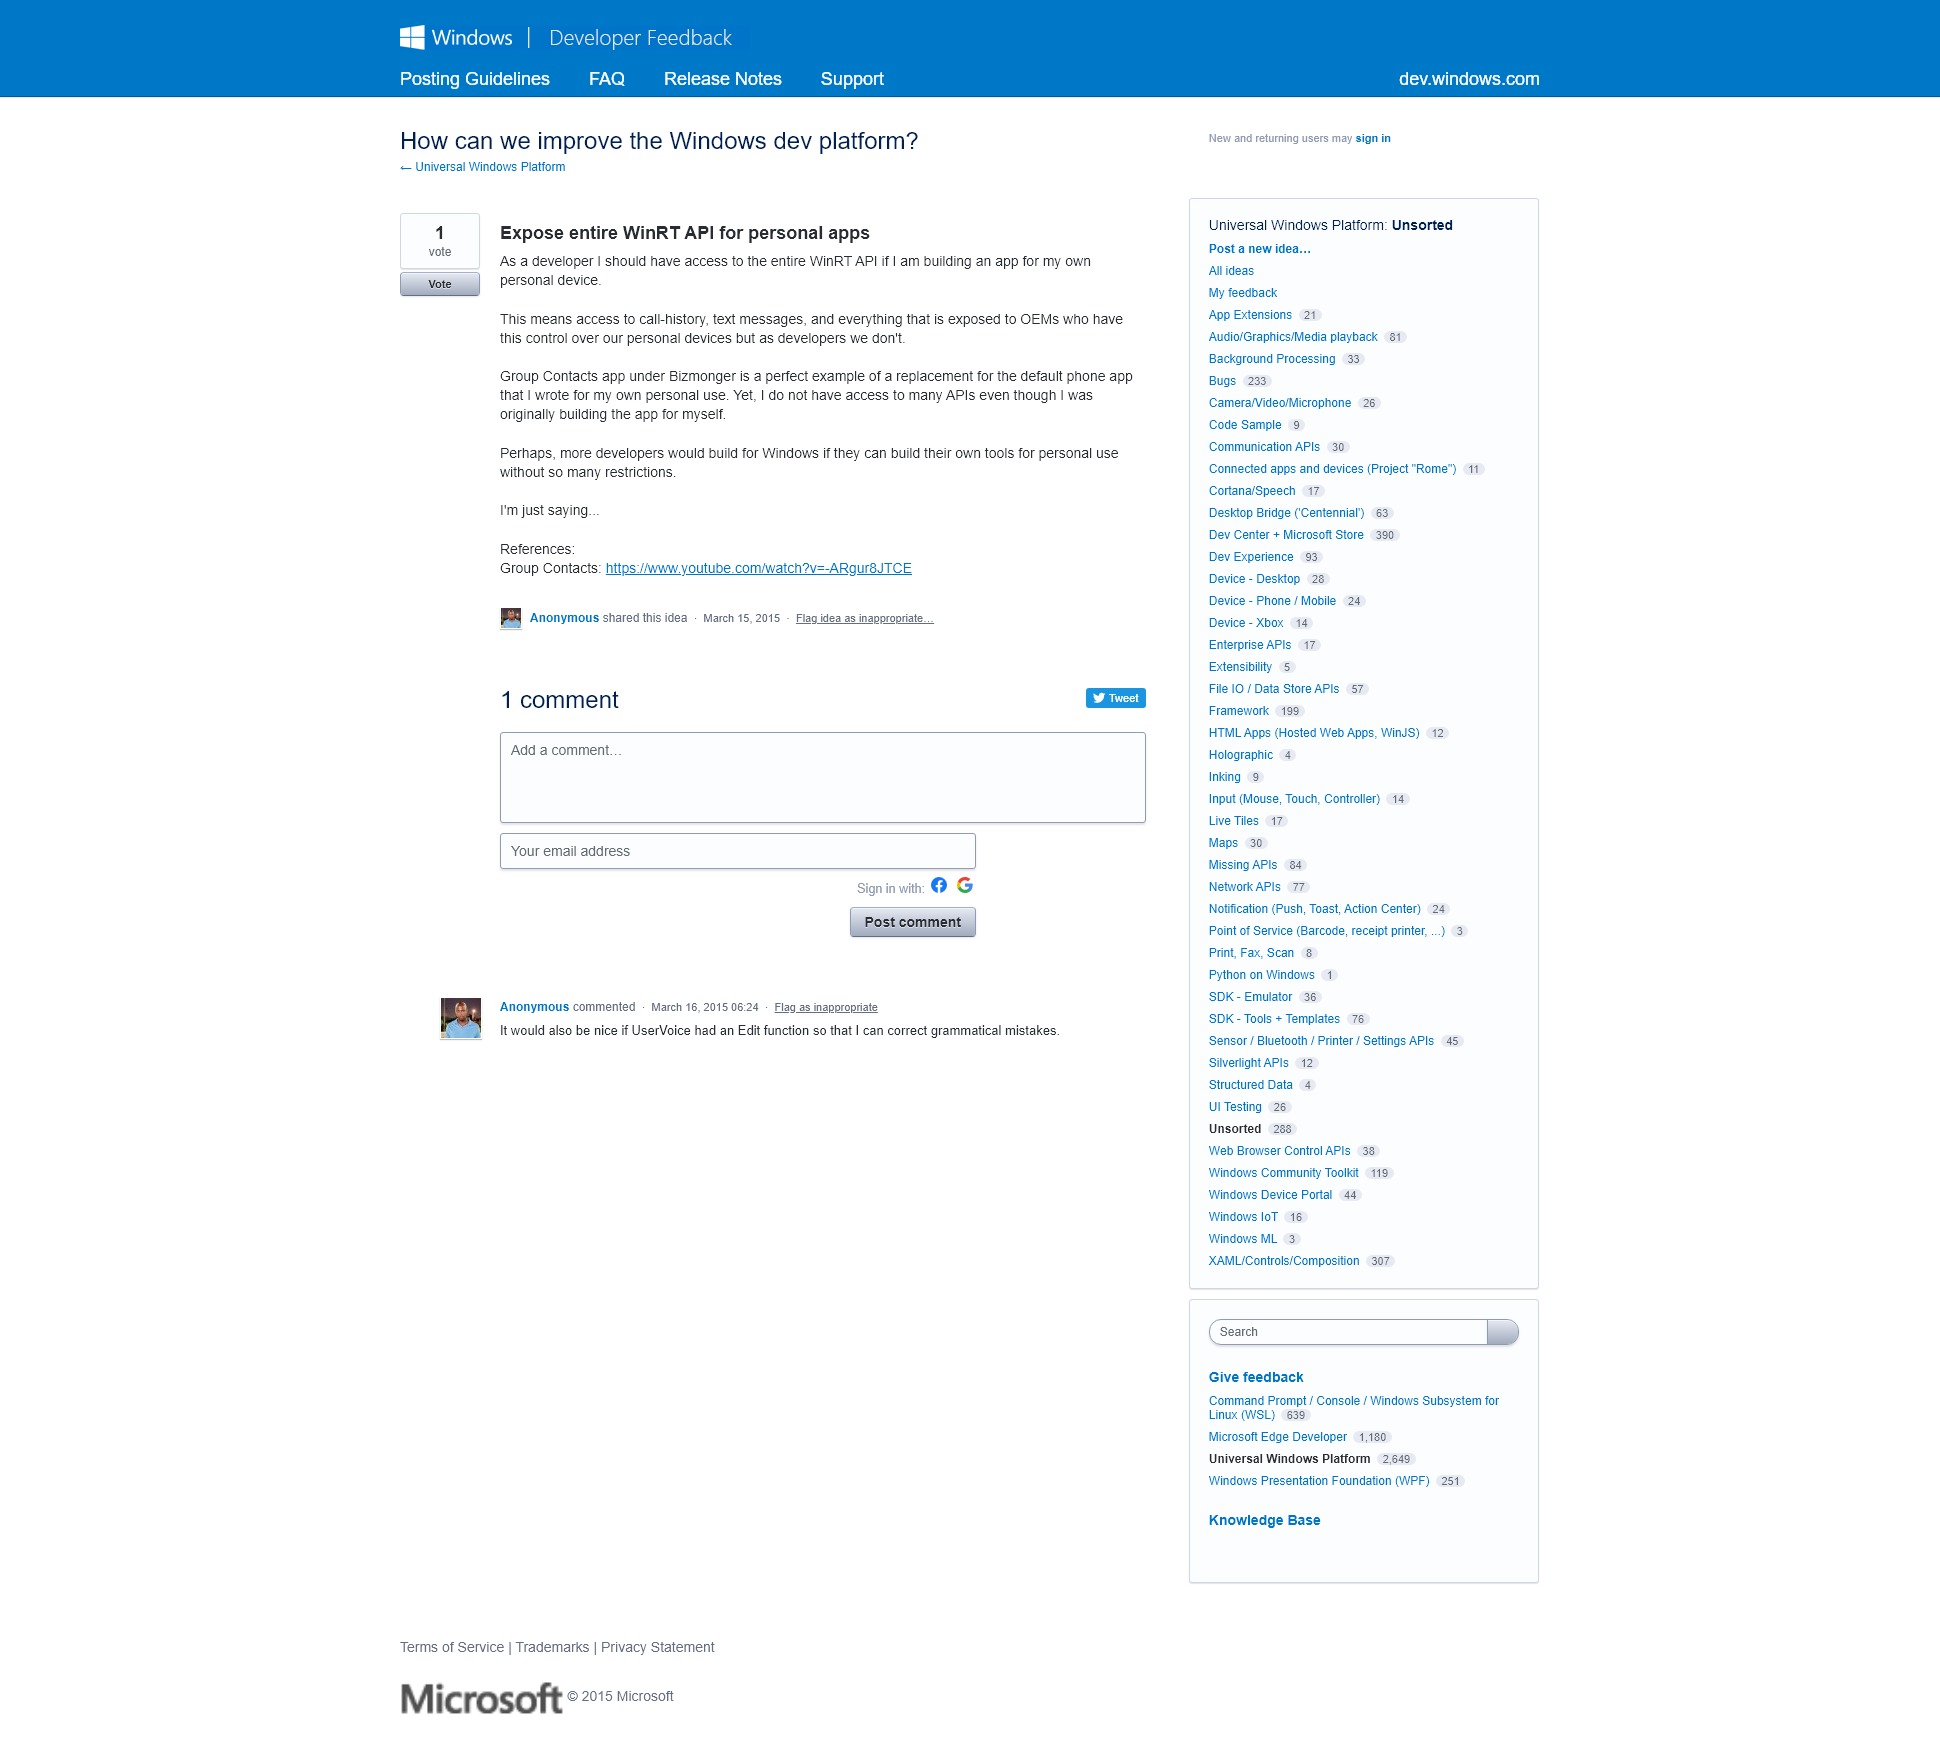 Windows | Developer Feedback
Posting Guidelines FAQ Release Notes Support dev.windows.com
How can we improve the Windows dev platform?
← Universal Windows Platform
New and returning users may sign in
1
vote
Vote
Expose entire WinRT API for personal apps
As a developer I should have access to the entire WinRT API if I am building an app for my own
personal device.
This means access to call-history, text messages, and everything that is exposed to OEMs who have
this control over our personal devices but as developers we don't.
Group Contacts app under Bizmonger is a perfect example of a replacement for the default phone app
that I wrote for my own personal use. Yet, I do not have access to many APIs even though I was
originally building the app for myself.
Perhaps, more developers would build for Windows if they can build their own tools for personal use
without so many restrictions.
I'm just saying...
References:
Group Contacts: https://www.youtube.com/watch?v=-ARgur8JTCE
Anonymous shared this idea · March 15, 2015 · Flag idea as inappropriate…
1 comment
Tweet
Add a comment…
Your email address
Sign in with:
Post comment
Anonymous commented · March 16, 2015 06:24 · Flag as inappropriate
It would also be nice if UserVoice had an Edit function so that I can correct grammatical mistakes.
Universal Windows Platform: Unsorted
Post a new idea…
All ideas
My feedback
App Extensions 21
Audio/Graphics/Media playback 81
Background Processing 33
Bugs 233
Camera/Video/Microphone 26
Code Sample 9
Communication APIs 30
Connected apps and devices (Project "Rome") 11
Cortana/Speech 17
Desktop Bridge ('Centennial') 63
Dev Center + Microsoft Store 390
Dev Experience 93
Device - Desktop 28
Device - Phone / Mobile 24
Device - Xbox 14
Enterprise APIs 17
Extensibility 5
File IO / Data Store APIs 57
Framework 199
HTML Apps (Hosted Web Apps, WinJS) 12
Holographic 4
Inking 9
Input (Mouse, Touch, Controller) 14
Live Tiles 17
Maps 30
Missing APIs 84
Network APIs 77
Notification (Push, Toast, Action Center) 24
Point of Service (Barcode, receipt printer, ...) 3
Print, Fax, Scan 8
Python on Windows 1
SDK - Emulator 36
SDK - Tools + Templates 76
Sensor / Bluetooth / Printer / Settings APIs 45
Silverlight APIs 12
Structured Data 4
UI Testing 26
Unsorted 288
Web Browser Control APIs 38
Windows Community Toolkit 119
Windows Device Portal 44
Windows IoT 16
Windows ML 3
XAML/Controls/Composition 307
Search
Give feedback
Command Prompt / Console / Windows Subsystem for
Linux (WSL) 639
Microsoft Edge Developer 1,180
Universal Windows Platform 2,649
Windows Presentation Foundation (WPF) 251
Knowledge Base
Terms of Service | Trademarks | Privacy Statement
Microsoft © 2015 Microsoft